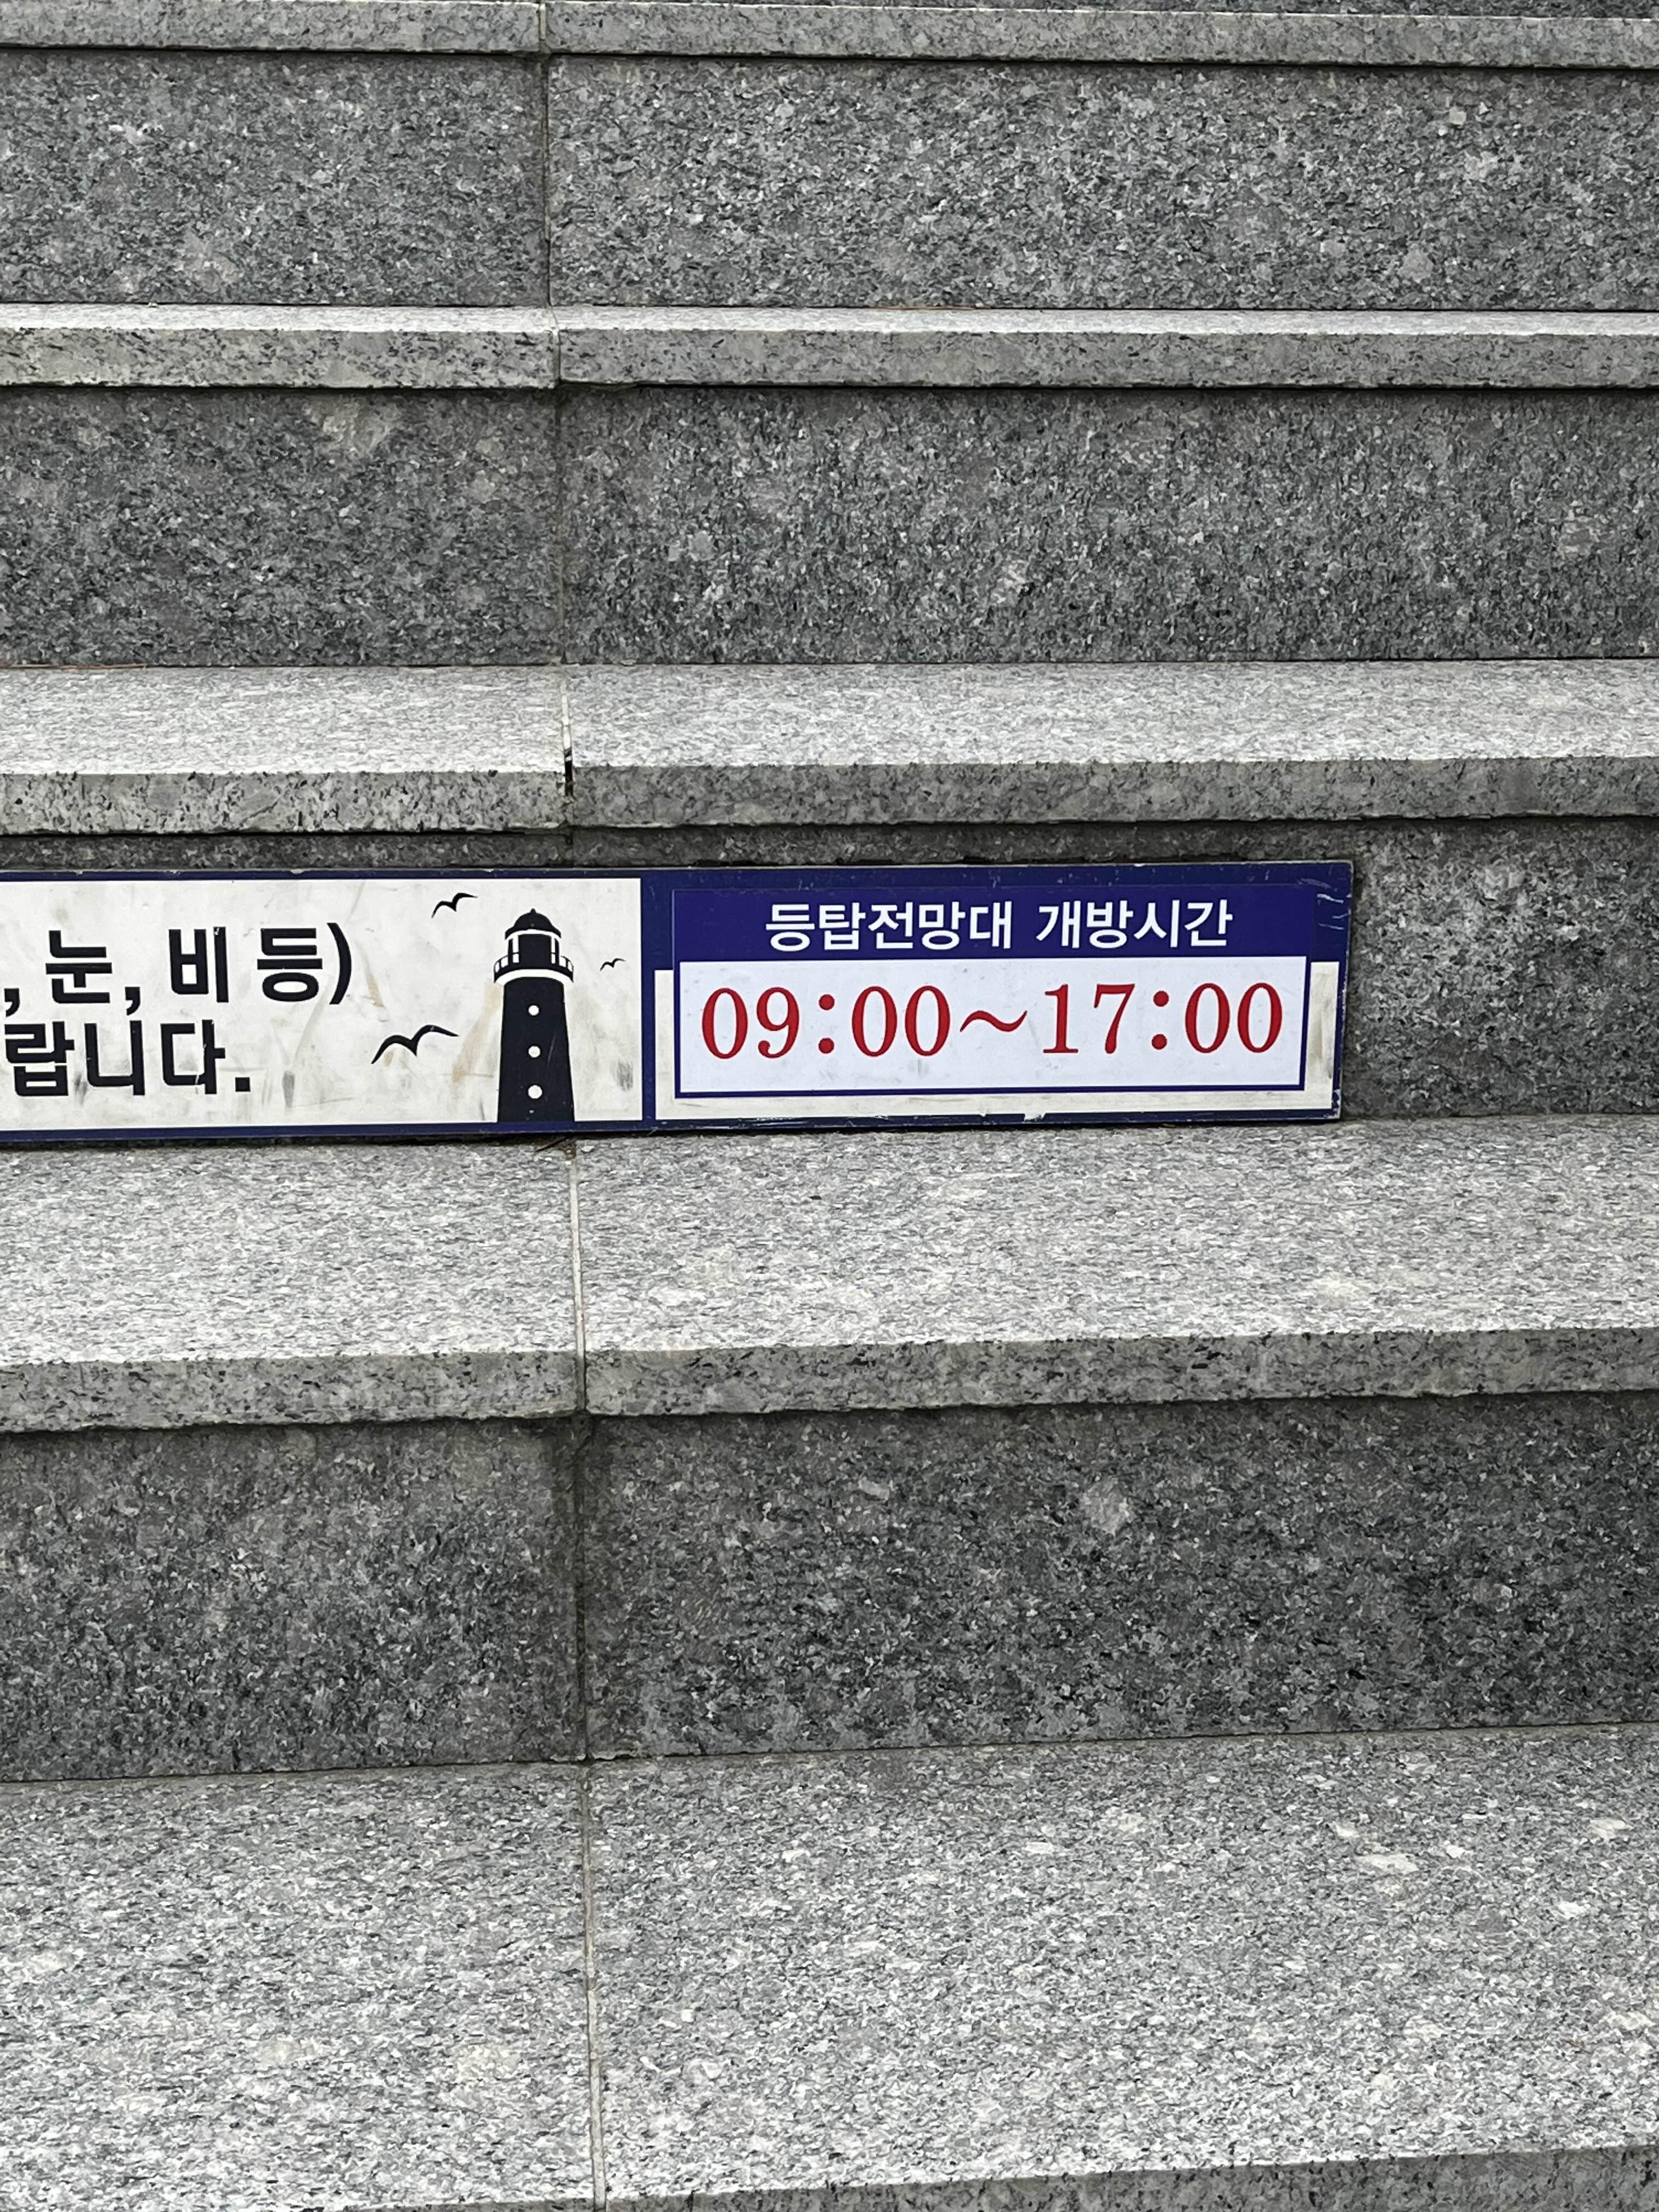 , 눈, 비 등)
랍니다.
등탑전망대 개방시간
09:00~17:00